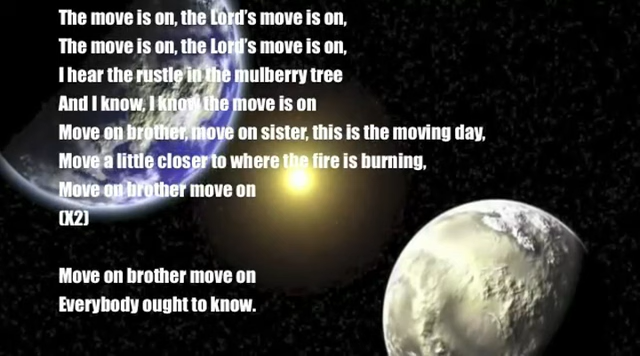 The move is on, the Lord's move is on,
The move is on, the Lord's move is on,
I hear the rustle in the mulberry tree
And I know, I know the move is on
Move on brother, move on sister, this is the moving day,
Move a little closer to where the fire is burning,
Move on brother move on
(X2)
Move on brother move on
Everybody ought to know.